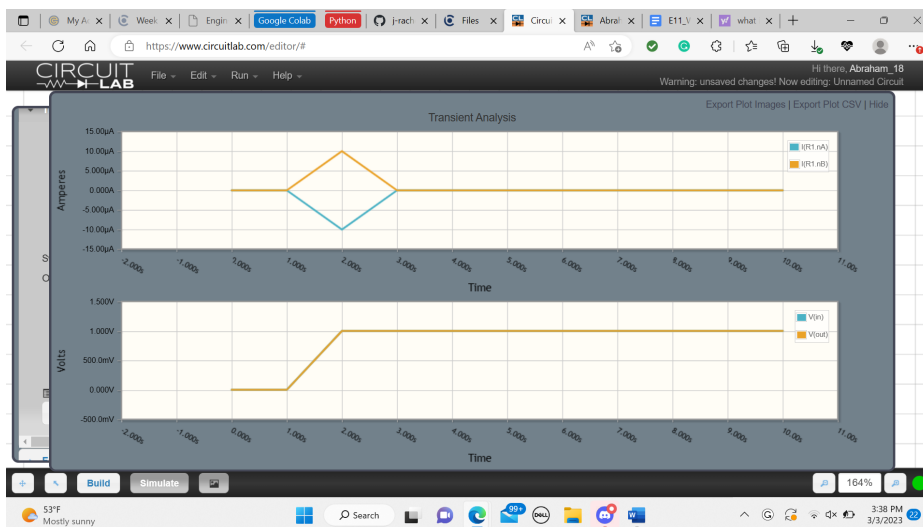 My Ac
Week
Engin
Google Colab
Python
j-rach
Files
Circui
Abrah
E11_V
what
https://www.circuitlab.com/editor/#
CIRCUIT
LAB
File
Edit
Run
Help
Hi there, Abraham_18
Warning: unsaved changes! Now editing: Unnamed Circuit
Export Plot Images | Export Plot CSV | Hide
Transient Analysis
15.00µA
10.00µA
5.000µA
0.000A
-5.000µA
-10.00µA
-15.00µA
Amperes
I(R1.nA)
I(R1.nB)
-2.000s
-1.000s
0.000s
1.000s
2.000s
3.000s
4.000s
5.000s
6.000s
7.000s
8.000s
9.000s
10.00s
11.00s
Time
1.500V
1.000V
500.0mV
0.000V
-500.0mV
Volts
V(in)
V(out)
-2.000s
-1.000s
0.000s
1.000s
2.000s
3.000s
4.000s
5.000s
6.000s
7.000s
8.000s
9.000s
10.00s
11.00s
Time
Build
Simulate
164%
53°F
Mostly sunny
Search
99+
DELL
3:38 PM
3/3/2023
22